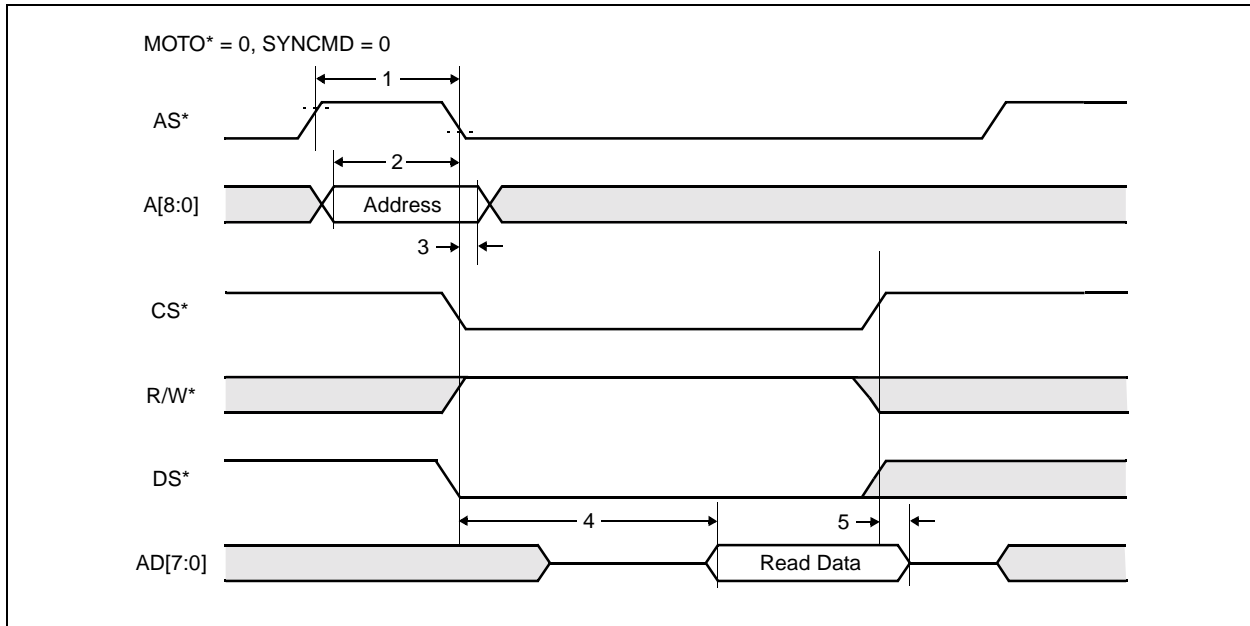 MOTO* = 0, SYNCMD = 0
1
AS*
2
A[8:0]
Address
3
CS*
R/W*
DS*
4
5
AD[7:0]
Read Data